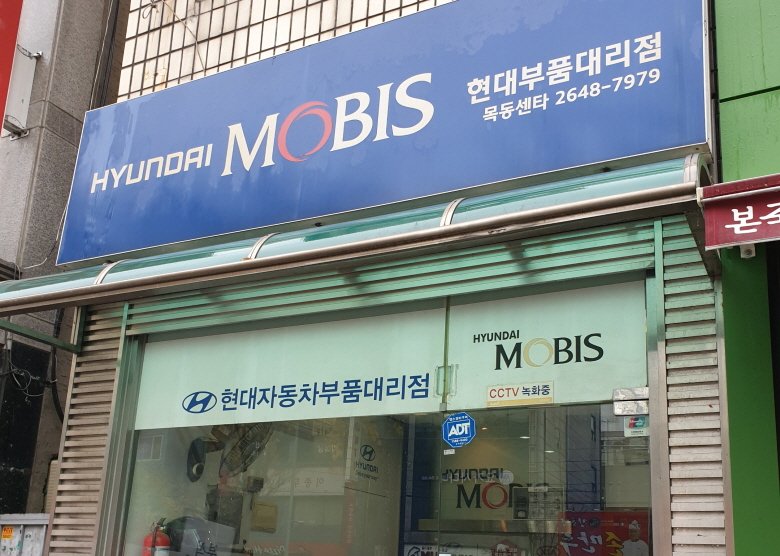 HYUNDAI MOBIS
현대부품대리점
목동센타 2648-7979
본
HYUNDAI
MOBIS
현대자동차부품대리점
CCTV 녹화중
ADT
HYUNDAI
HYUNDAI
MOBIS